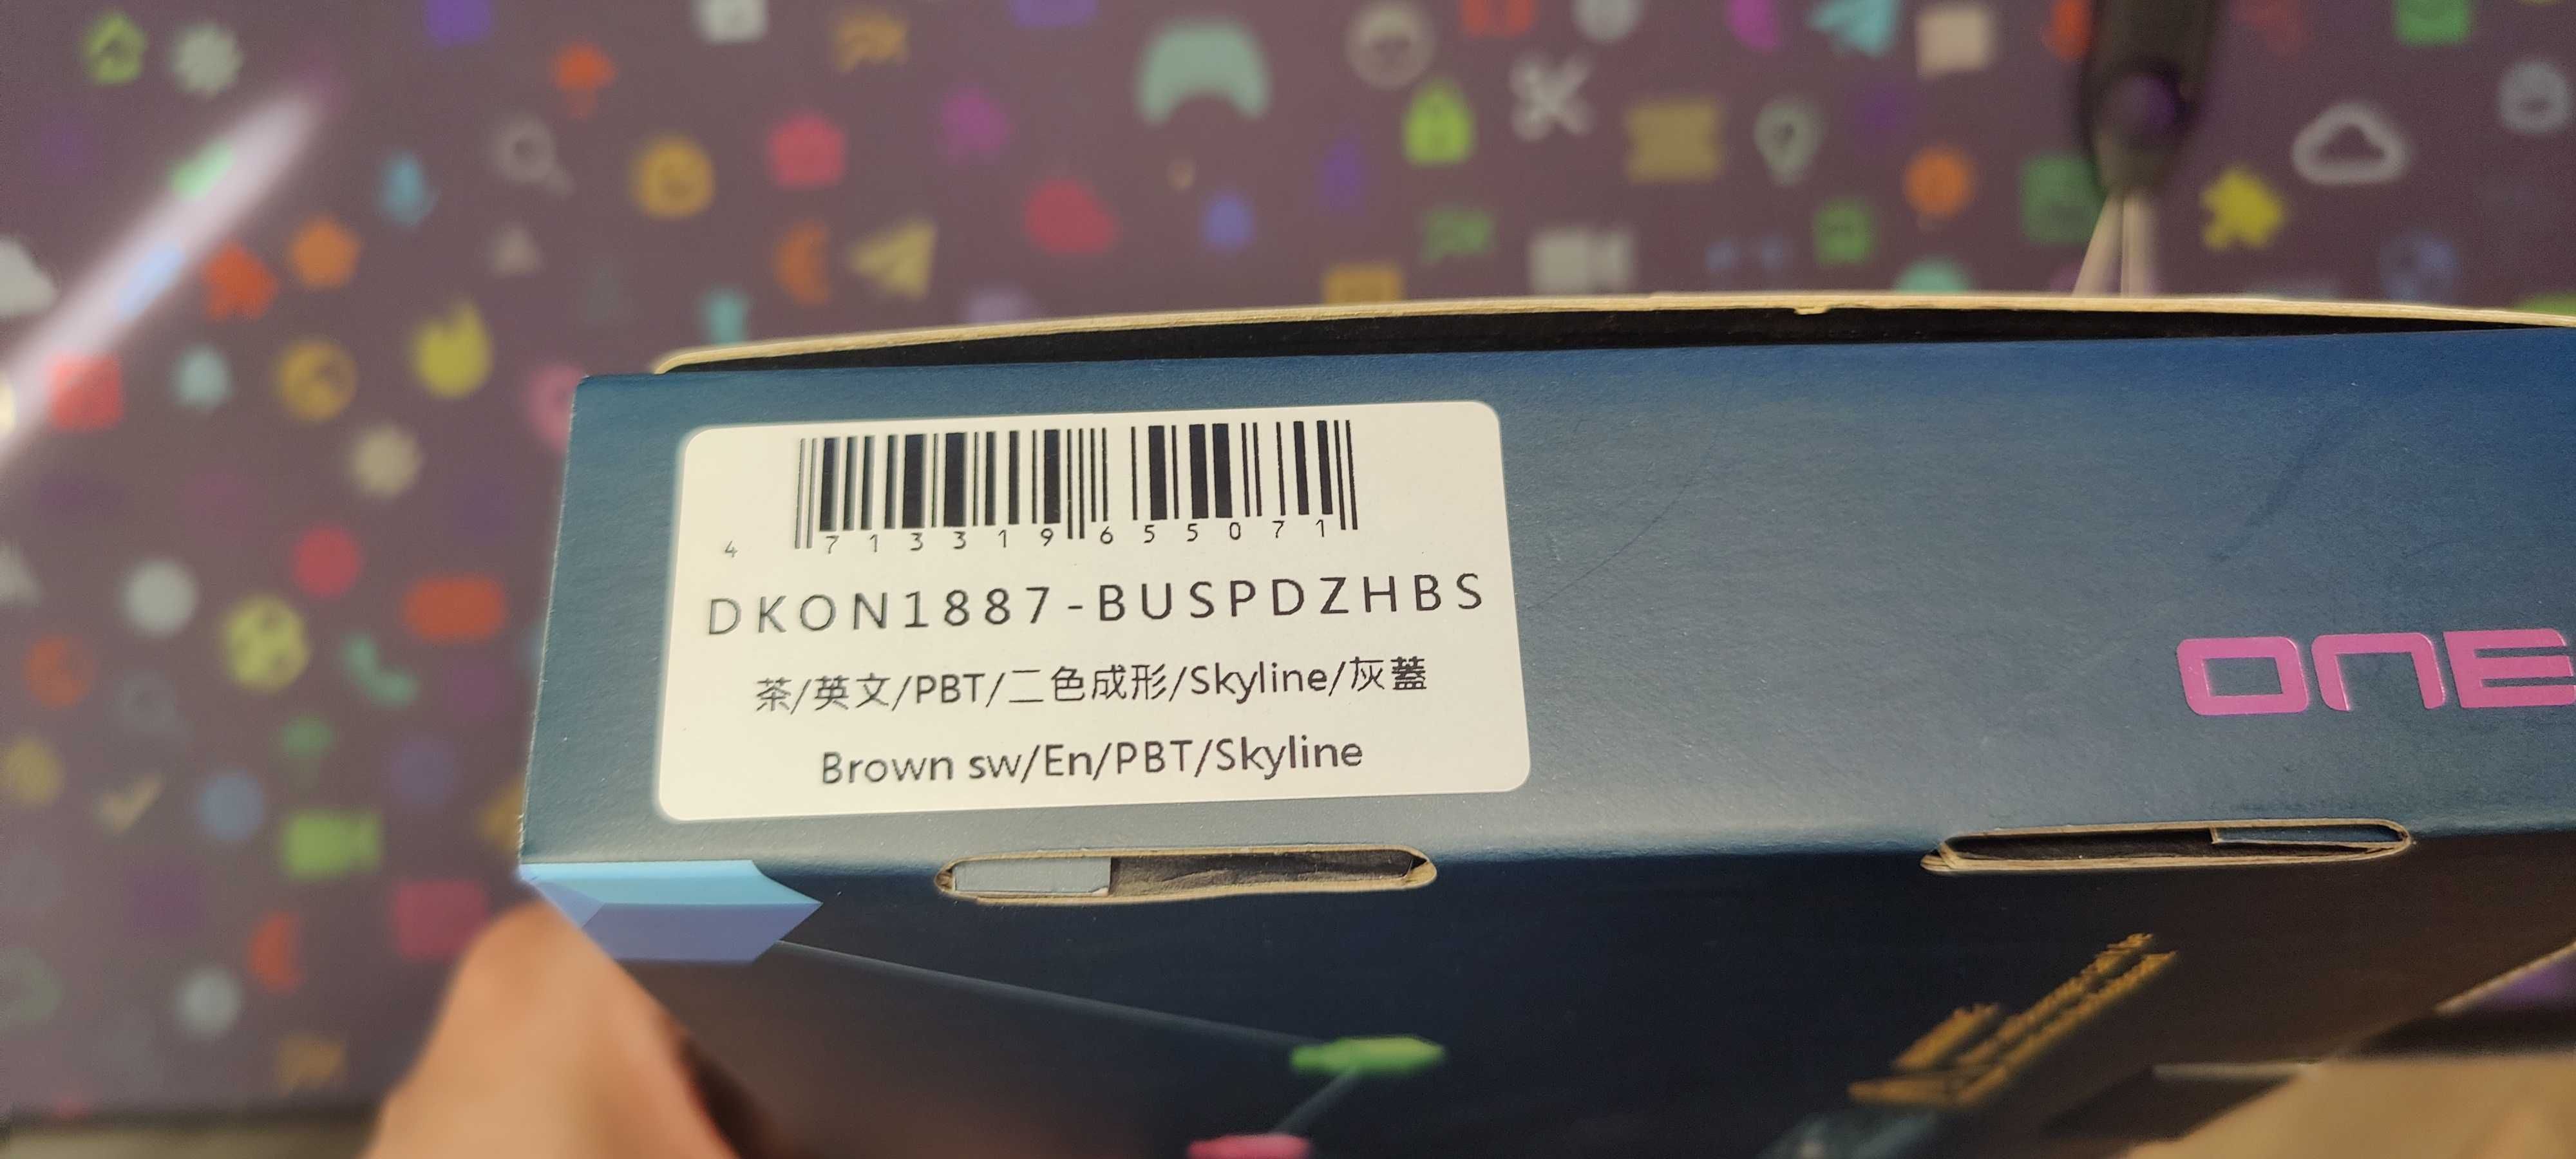 4 713319 655071
DKON1887-BUSPDZHBS
茶/英文/PBT/二色成形/Skyline/灰蓋
Brown sw/En/PBT/Skyline
ONE